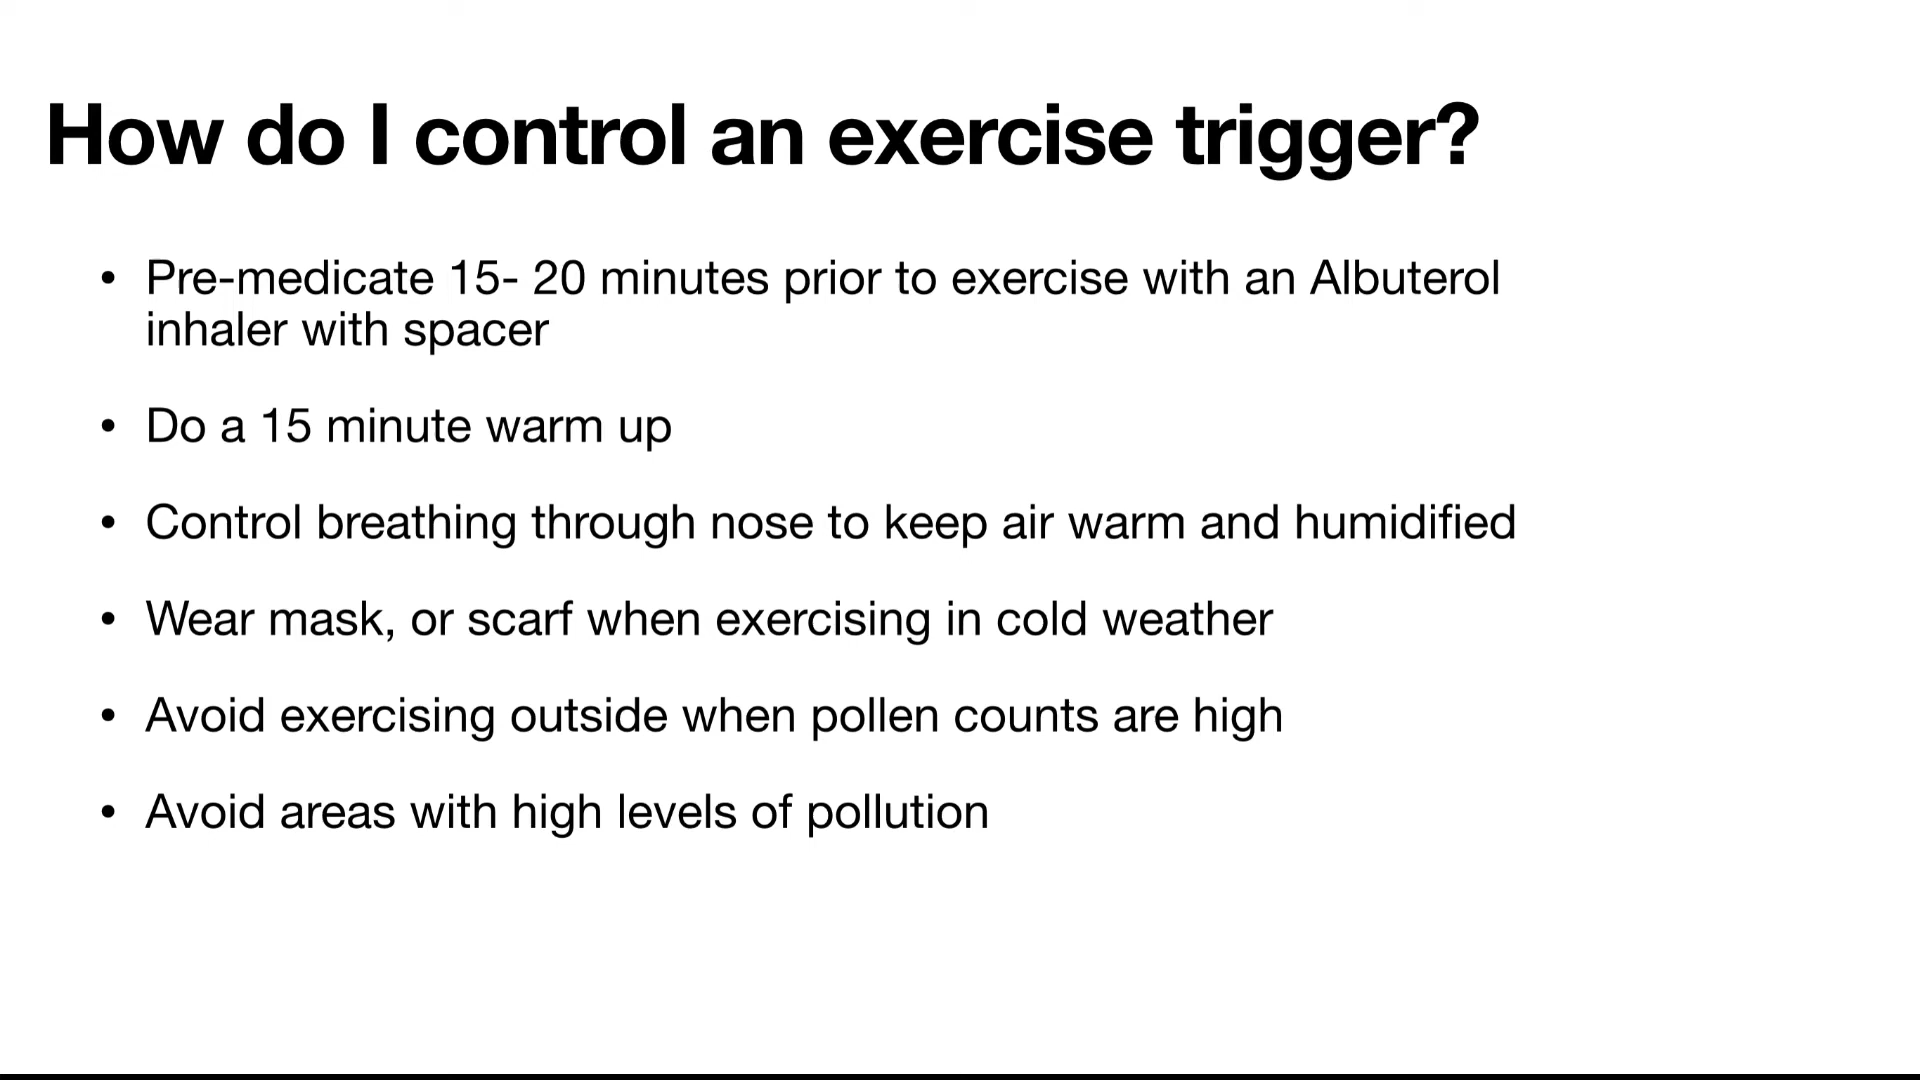 How do I control an exercise trigger?
• Pre-medicate 15- 20 minutes prior to exercise with an Albuterol
inhaler with spacer
• Do a 15 minute warm up
• Control breathing through nose to keep air warm and humidified
• Wear mask, or scarf when exercising in cold weather
• Avoid exercising outside when pollen counts are high
• Avoid areas with high levels of pollution